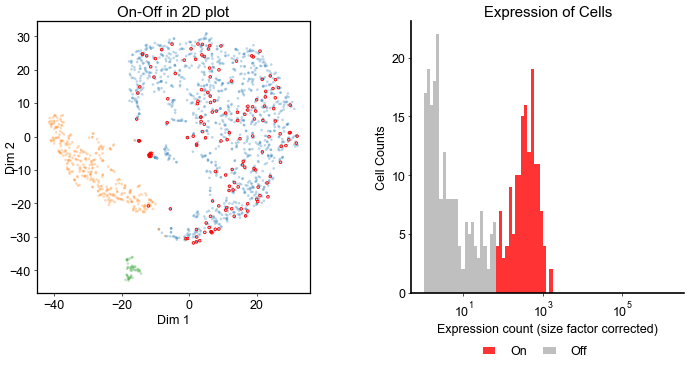 On-Off in 2D plot
30
20
10
0
−10
−20
−30
−40
Dim 2
−40
−20
0
20
Dim 1
Expression of Cells
20
15
10
5
0
Cell Counts
10^1
10^3
10^5
Expression count (size factor corrected)
On
Off